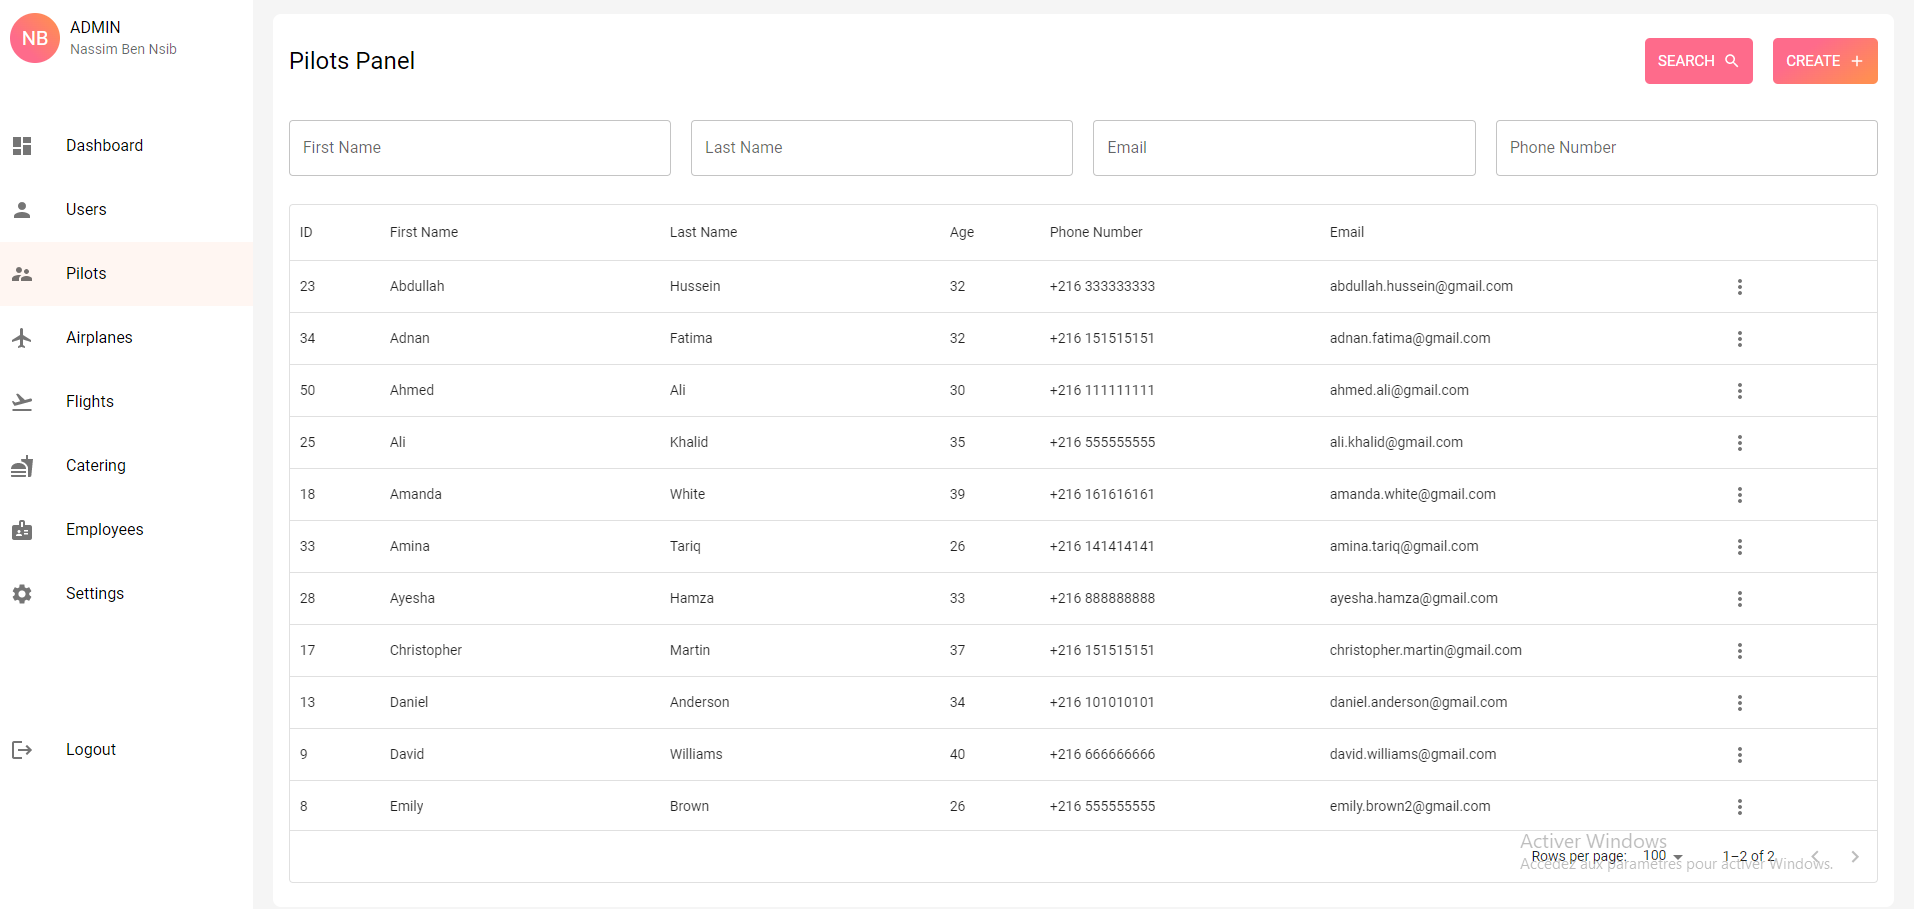 NB
ADMIN
Nassim Ben Nsib
Dashboard
Users
Pilots
Airplanes
Flights
Catering
Employees
Settings
Logout
Pilots Panel
SEARCH
CREATE
First Name Last Name Email Phone Number
ID First Name Last Name Age Phone Number Email
23 Abdullah Hussein 32 +216 333333333 abdullah.hussein@gmail.com
34 Adnan Fatima 32 +216 151515151 adnan.fatima@gmail.com
50 Ahmed Ali 30 +216 111111111 ahmed.ali@gmail.com
25 Ali Khalid 35 +216 555555555 ali.khalid@gmail.com
18 Amanda White 39 +216 161616161 amanda.white@gmail.com
33 Amina Tariq 26 +216 141414141 amina.tariq@gmail.com
28 Ayesha Hamza 33 +216 888888888 ayesha.hamza@gmail.com
17 Christopher Martin 37 +216 151515151 christopher.martin@gmail.com
13 Daniel Anderson 34 +216 101010101 daniel.anderson@gmail.com
9 David Williams 40 +216 666666666 david.williams@gmail.com
8 Emily Brown 26 +216 555555555 emily.brown2@gmail.com
Activer Windows
Rows per page: 100 1–2 of 2
Accédez aux paramètres pour activer Windows.